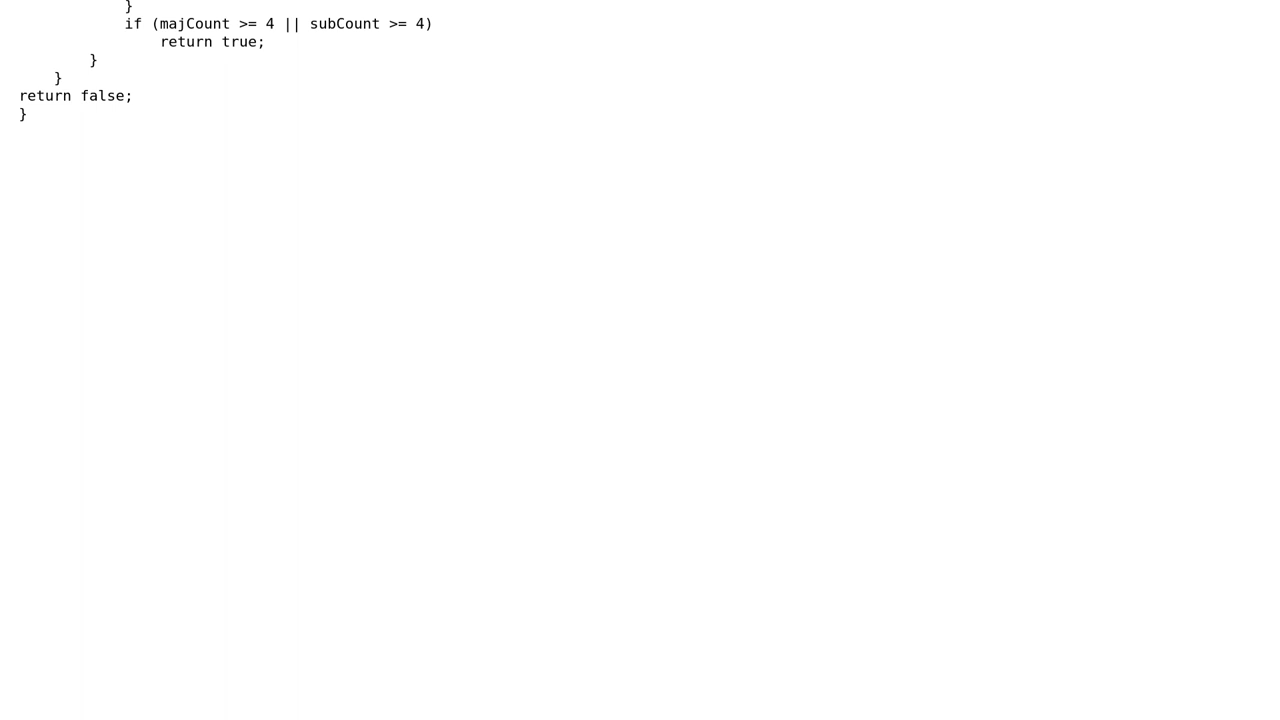 }
            if (majCount >= 4 || subCount >= 4)
                return true;
        }
    }
return false;
}